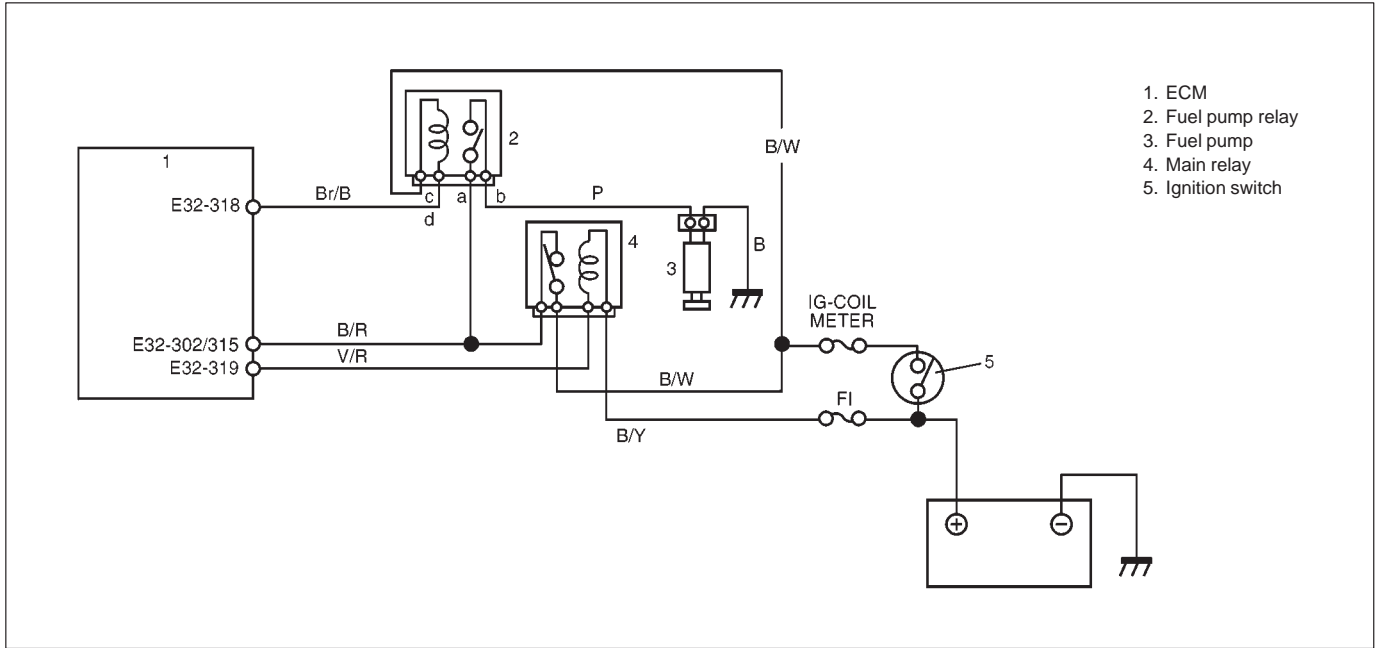 1. ECM
2. Fuel pump relay
3. Fuel pump
4. Main relay
5. Ignition switch
1
2
B/W
E32-318
Br/B
c
a
b
d
P
4
3
B
IG-COIL
METER
E32-302/315
B/R
E32-319
V/R
B/W
5
FI
B/Y
+
−